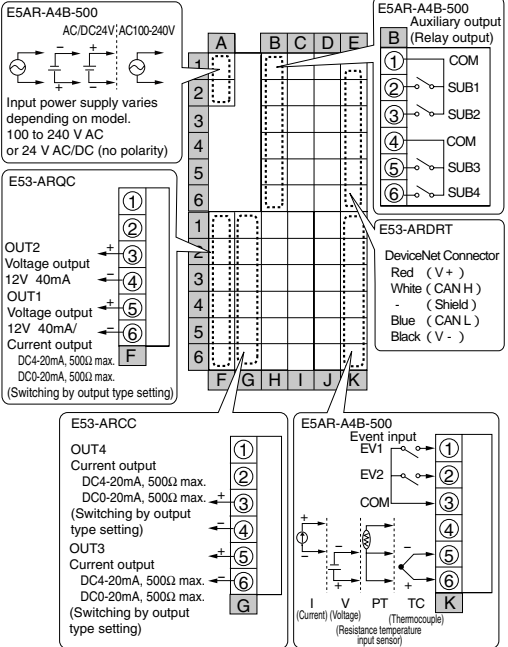 E5AR-A4B-500
AC/DC24V AC100-240V
Input power supply varies
depending on model.
100 to 240 V AC
or 24 V AC/DC (no polarity)
A B C D E
1
2
3
4
5
6
1
2
3
4
5
6
F G H I J K
E5AR-A4B-500
Auxiliary output
(Relay output)
B
1 COM
2 SUB1
3 SUB2
4 COM
5 SUB3
6 SUB4
E53-ARQC
1
2
OUT2
Voltage output
12V 40mA
+ 3
− 4
OUT1
Voltage output
12V 40mA/
Current output
+ 5
− 6
DC4-20mA, 500Ω max.
DC0-20mA, 500Ω max.
(Switching by output type setting)
F
E53-ARDRT
DeviceNet Connector
Red ( V + )
White ( CAN H )
- ( Shield )
Blue ( CAN L )
Black ( V - )
E53-ARCC
1
2
OUT4
Current output
DC4-20mA, 500Ω max.
DC0-20mA, 500Ω max.
(Switching by output
type setting)
+ 3
− 4
OUT3
Current output
DC4-20mA, 500Ω max.
DC0-20mA, 500Ω max.
(Switching by output
type setting)
+ 5
− 6
G
E5AR-A4B-500
Event input
EV1 1
EV2 2
COM 3
4
5
6
K
I V PT TC
(Current) (Voltage)
(Thermocouple)
(Resistance temperature
input sensor)